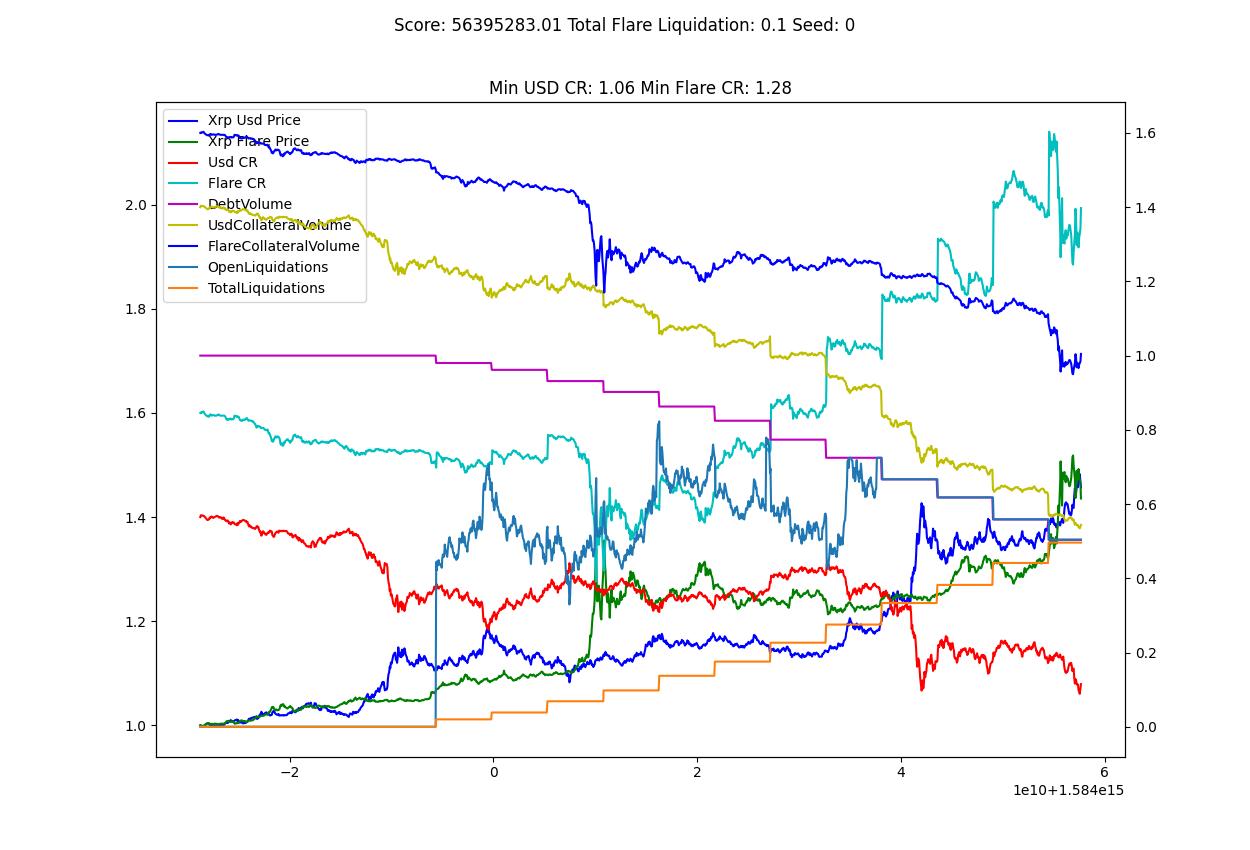 Score: 56395283.01 Total Flare Liquidation: 0.1 Seed: 0
Min USD CR: 1.06 Min Flare CR: 1.28
Xrp Usd Price
Xrp Flare Price
Usd CR
Flare CR
DebtVolume
UsdCollateralVolume
FlareCollateralVolume
OpenLiquidations
TotalLiquidations
2.0
1.8
1.6
1.4
1.2
1.0
1.6
1.4
1.2
1.0
0.8
0.6
0.4
0.2
0.0
−2
0
2
4
6
1e10+1.584e15